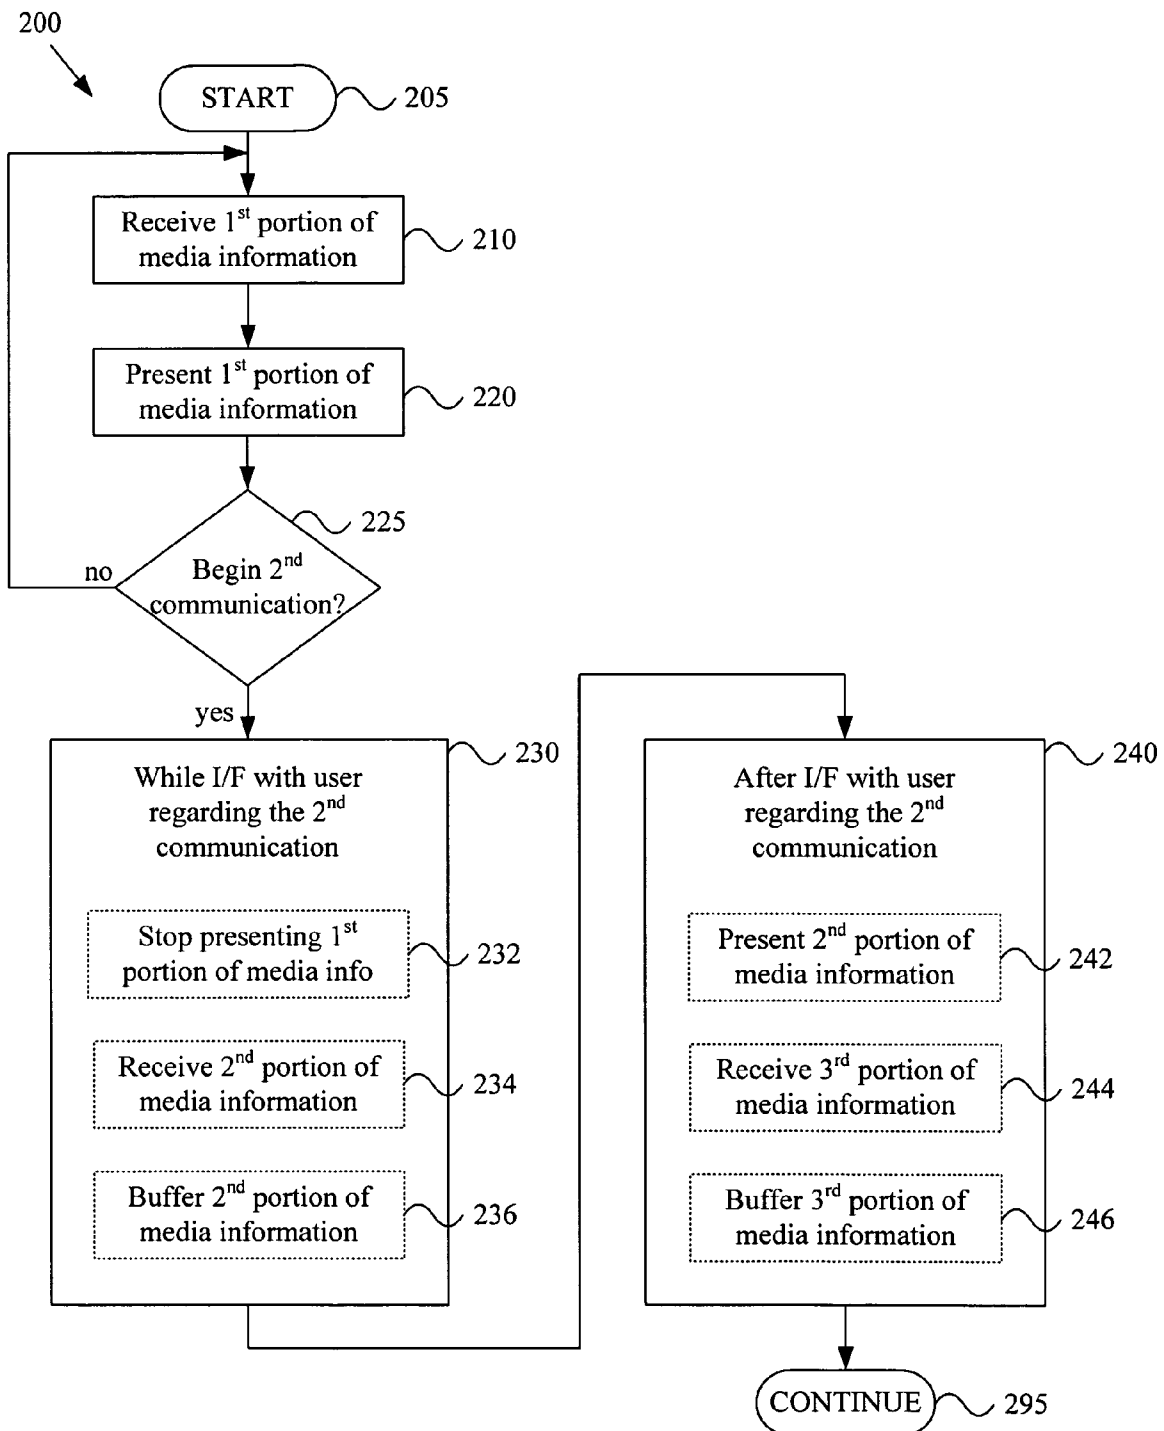 200
START
205
Receive 1st portion of
media information
210
Present 1st portion of
media information
220
225
Begin 2nd
communication?
no
yes
230
While I/F with user
regarding the 2nd
communication
Stop presenting 1st
portion of media info
232
Receive 2nd portion of
media information
234
Buffer 2nd portion of
media information
236
240
After I/F with user
regarding the 2nd
communication
Present 2nd portion of
media information
242
Receive 3rd portion of
media information
244
Buffer 3rd portion of
media information
246
CONTINUE
295